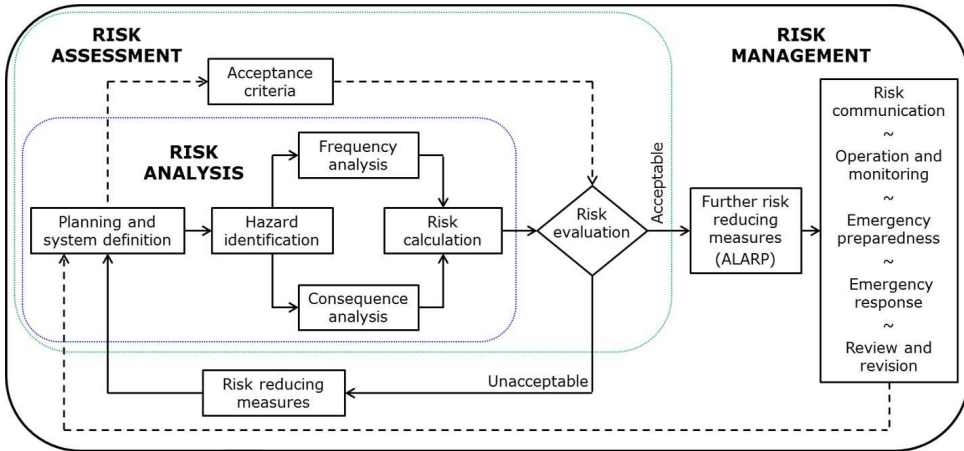 RISK
ASSESSMENT
RISK
MANAGEMENT
Acceptance
criteria
RISK
ANALYSIS
Frequency
analysis
Planning and
system definition
Hazard
identification
Risk
calculation
Consequence
analysis
Risk
evaluation
Acceptable
Unacceptable
Risk reducing
measures
Further risk
reducing
measures
(ALARP)
Risk
communication
~
Operation and
monitoring
~
Emergency
preparedness
~
Emergency
response
~
Review and
revision